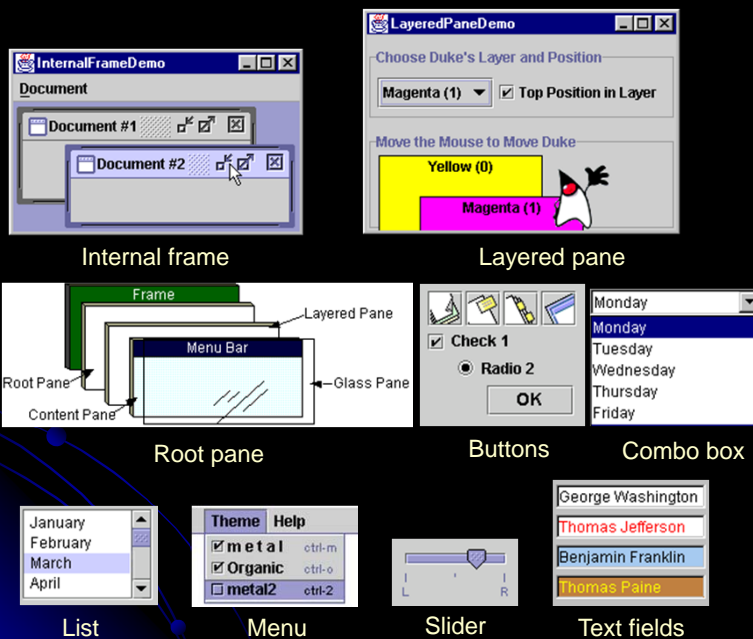 InternalFrameDemo
Document
Document #1
Document #2
Internal frame
LayeredPaneDemo
Choose Duke's Layer and Position
Magenta (1)
Top Position in Layer
Move the Mouse to Move Duke
Yellow (0)
Magenta (1)
Layered pane
Frame
Layered Pane
Menu Bar
Root Pane
Glass Pane
Content Pane
Root pane
Check 1
Radio 2
OK
Buttons
Monday
Monday
Tuesday
Wednesday
Thursday
Friday
Combo box
January
February
March
April
List
Theme Help
metal ctrl-m
Organic ctrl-o
metal2 ctrl-2
Menu
L R
Slider
George Washington
Thomas Jefferson
Benjamin Franklin
Thomas Paine
Text fields